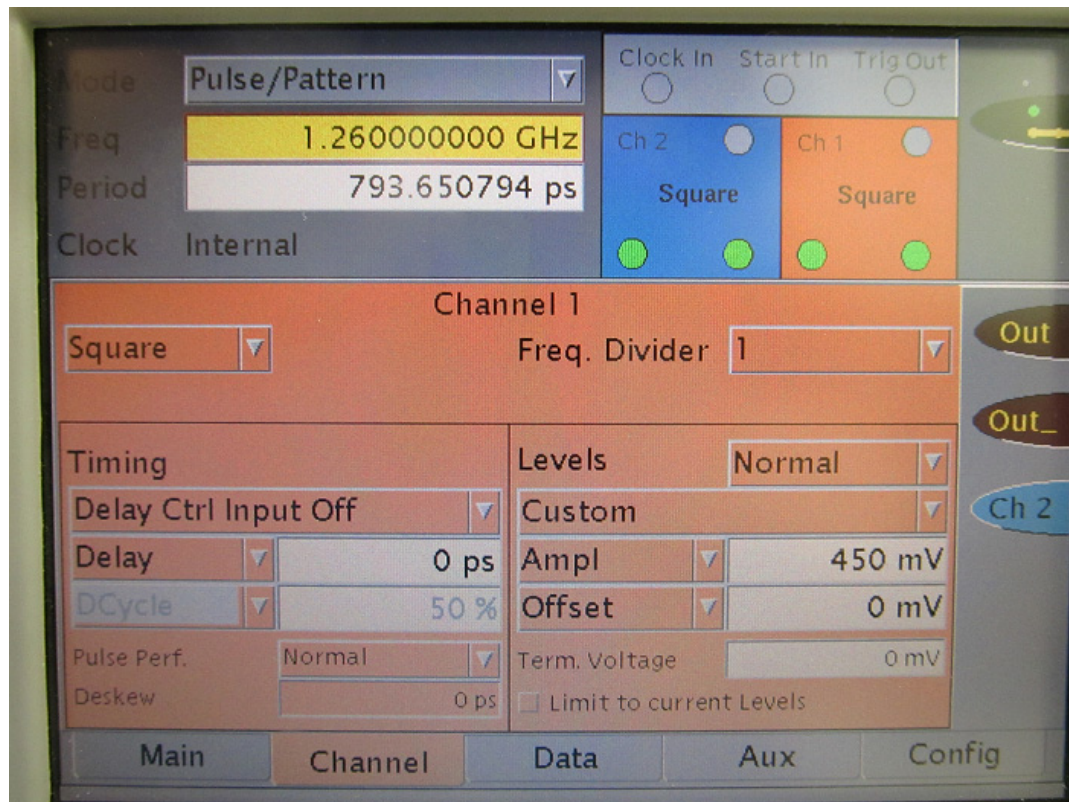 Mode Pulse/Pattern
Clock In Start In Trig Out
Freq 1.260000000 GHz
Period 793.650794 ps
Clock Internal
Ch 2 Ch 1
Square Square
Channel 1
Square Freq. Divider 1
Out
Out_
Ch 2
Timing
Delay Ctrl Input Off
Delay 0 ps
DCycle 50 %
Pulse Perf. Normal
Deskew 0 ps
Levels Normal
Custom
Ampl 450 mV
Offset 0 mV
Term. Voltage 0 mV
Limit to current Levels
Main Channel Data Aux Config